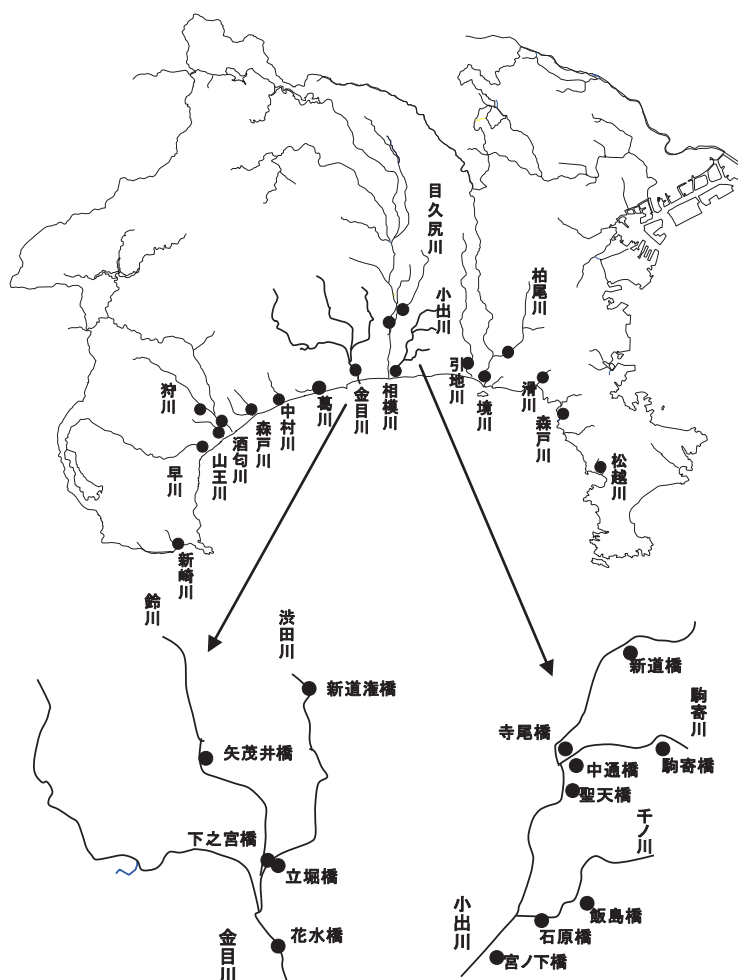 目久尻川
小出川
柏尾川
引地川
境川
滑川
森戸川
松越川
相模川
金目川
葛川
中村川
森戸川
酒匂川
山王川
狩川
早川
新崎川
鈴川
渋田川
新道潅橋
矢茂井橋
下之宮橋
立堀橋
花水橋
金目川
新道橋
駒寄川
寺尾橋
駒寄橋
中通橋
聖天橋
千ノ川
飯島橋
石原橋
小出川
宮ノ下橋